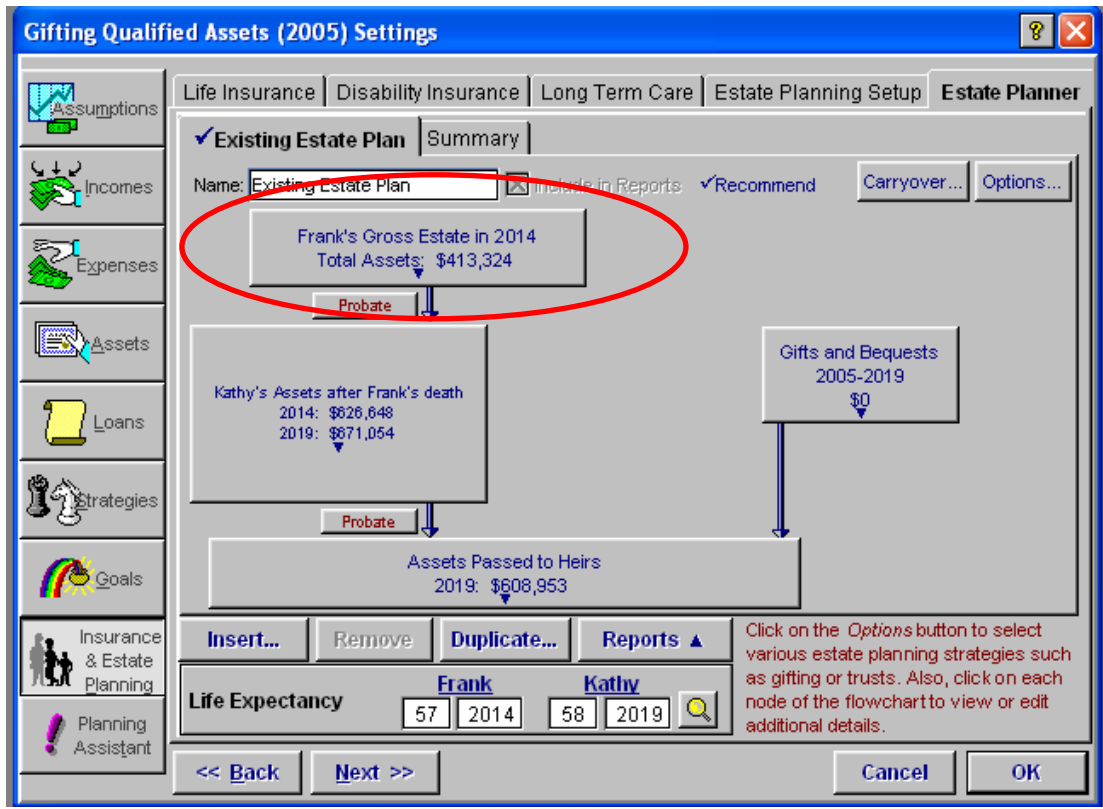 Gifting Qualified Assets (2005) Settings
Assumptions
Incomes
Expenses
Assets
Loans
Strategies
Goals
Insurance
& Estate
Planning
Planning
Assistant
Life Insurance Disability Insurance Long Term Care Estate Planning Setup Estate Planner
Existing Estate Plan Summary
Name: Existing Estate Plan Include in Reports Recommend Carryover... Options...
Frank's Gross Estate in 2014
Total Assets: $413,324
Probate
Kathy's Assets after Frank's death
2014: $626,648
2019: $671,054
Gifts and Bequests
2005-2019
$0
Probate
Assets Passed to Heirs
2019: $608,953
Insert... Remove Duplicate... Reports ▲
Click on the Options button to select
various estate planning strategies such
as gifting or trusts. Also, click on each
node of the flowchart to view or edit
additional details.
Frank Kathy
Life Expectancy 57 2014 58 2019
<< Back Next >> Cancel OK